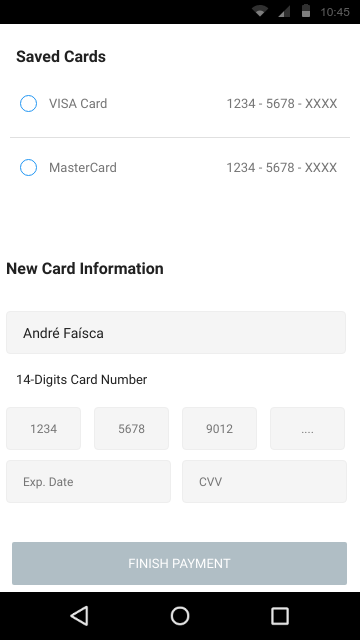 10:45
Saved Cards
VISA Card 1234 - 5678 - XXXX
MasterCard 1234 - 5678 - XXXX
New Card Information
André Faísca
14-Digits Card Number
1234 5678 9012 ....
Exp. Date CVV
FINISH PAYMENT